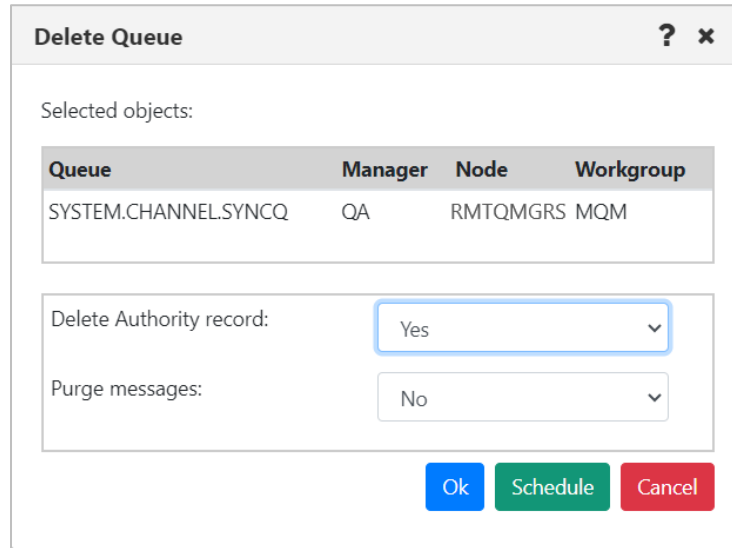 Delete Queue ? ×
Selected objects:
Queue Manager Node Workgroup
SYSTEM.CHANNEL.SYNCQ QA RMTQMGRS MQM
Delete Authority record: Yes
Purge messages: No
Ok Schedule Cancel